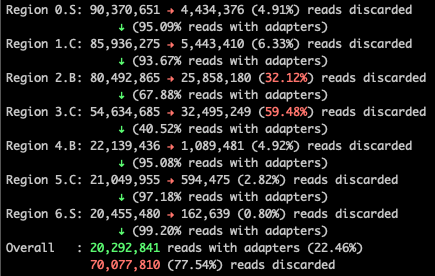 Region 0.S: 90,370,651 → 4,434,376 (4.91%) reads discarded
↓ (95.09% reads with adapters)
Region 1.C: 85,936,275 → 5,443,410 (6.33%) reads discarded
↓ (93.67% reads with adapters)
Region 2.B: 80,492,865 → 25,858,180 (32.12%) reads discarded
↓ (67.88% reads with adapters)
Region 3.C: 54,634,685 → 32,495,249 (59.48%) reads discarded
↓ (40.52% reads with adapters)
Region 4.B: 22,139,436 → 1,089,481 (4.92%) reads discarded
↓ (95.08% reads with adapters)
Region 5.C: 21,049,955 → 594,475 (2.82%) reads discarded
↓ (97.18% reads with adapters)
Region 6.S: 20,455,480 → 162,639 (0.80%) reads discarded
↓ (99.20% reads with adapters)
Overall : 20,292,841 reads with adapters (22.46%)
70,077,810 (77.54%) reads discarded